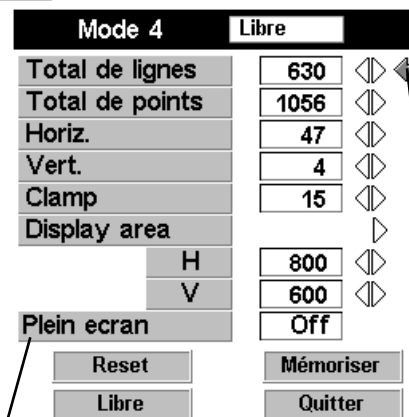 Mode 4 Libre
Total de lignes 630
Total de points 1056
Horiz. 47
Vert. 4
Clamp 15
Display area
H 800
V 600
Plein ecran Off
Reset Mémoriser
Libre Quitter